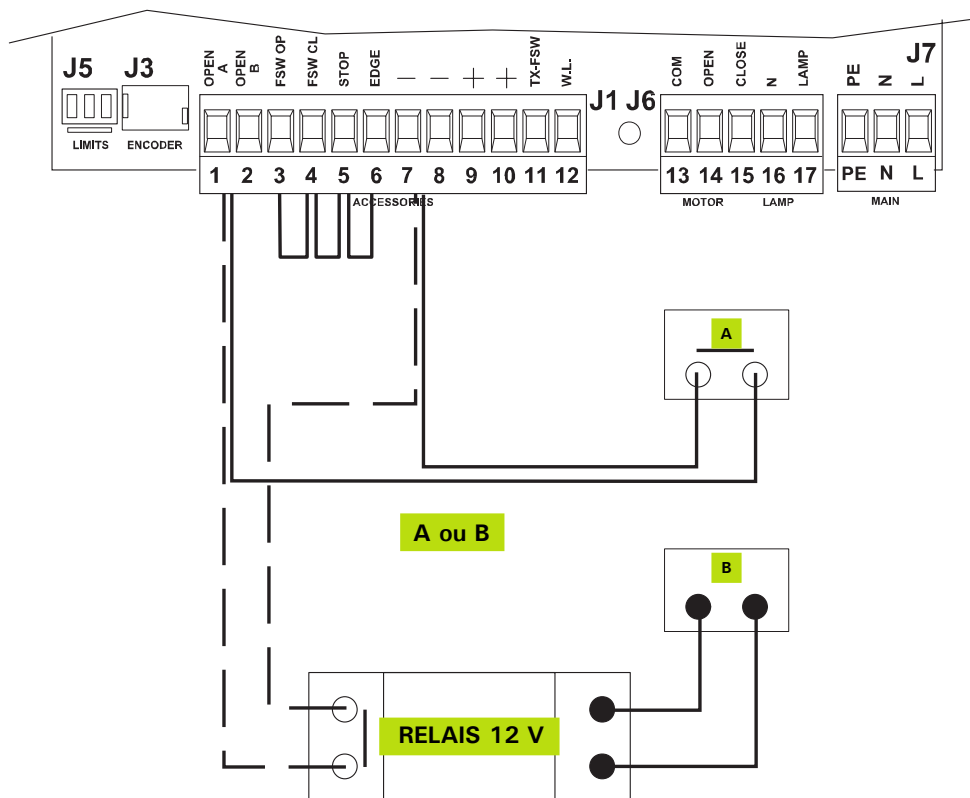 J5 J3 OPEN A OPEN B FSW OP FSW CL STOP EDGE — — + + TX-FSW W.L. J1 J6 COM OPEN CLOSE N LAMP PE N L J7
LIMITS ENCODER
1 2 3 4 5 6 7 8 9 10 11 12 13 14 15 16 17 PE N L
ACCESSORIES MOTOR LAMP MAIN
A
A ou B
B
RELAIS 12 V